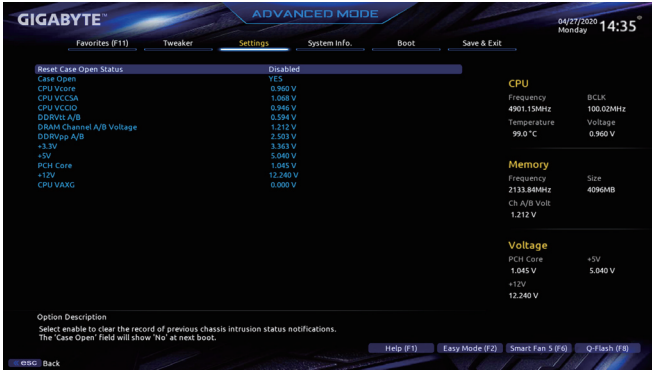 GIGABYTE™
ADVANCED MODE
04/27/2020 Monday 14:35
Favorites (F11) Tweaker Settings System Info. Boot Save & Exit
Reset Case Open Status Disabled
Case Open YES
CPU Vcore 0.960 V
CPU VCCSA 1.068 V
CPU VCCIO 0.946 V
DDRVtt A/B 0.594 V
DRAM Channel A/B Voltage 1.212 V
DDRVpp A/B 2.503 V
+3.3V 3.363 V
+5V 5.040 V
PCH Core 1.045 V
+12V 12.240 V
CPU VAXG 0.000 V
CPU
Frequency BCLK
4901.15MHz 100.02MHz
Temperature Voltage
99.0 °C 0.960 V
Memory
Frequency Size
2133.84MHz 4096MB
Ch A/B Volt
1.212 V
Voltage
PCH Core +5V
1.045 V 5.040 V
+12V
12.240 V
Option Description
Select enable to clear the record of previous chassis intrusion status notifications.
The 'Case Open' field will show 'No' at next boot.
Help (F1) Easy Mode (F2) Smart Fan 5 (F6) Q-Flash (F8)
esc Back